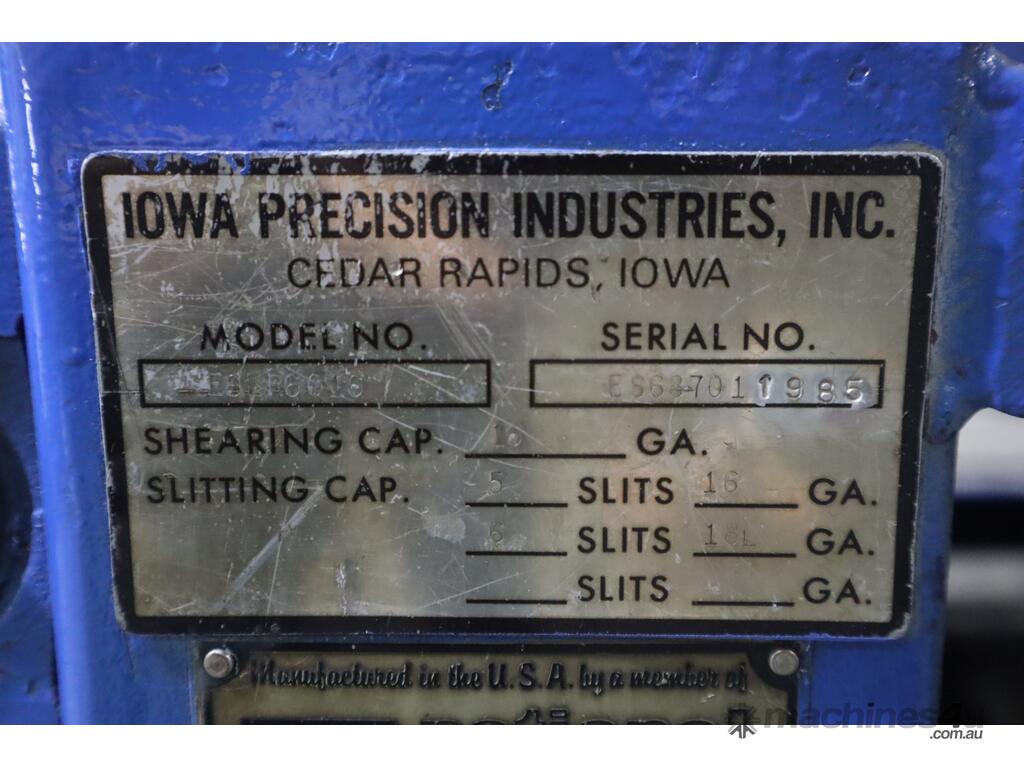 IOWA PRECISION INDUSTRIES, INC.
CEDAR RAPIDS, IOWA
MODEL NO. SERIAL NO.
SHEARING CAP. GA.
SLITTING CAP. 5 SLITS 16 GA.
6 SLITS 18L GA.
SLITS GA.
Manufactured in the U.S.A. by a member of
machines4u
.com.au